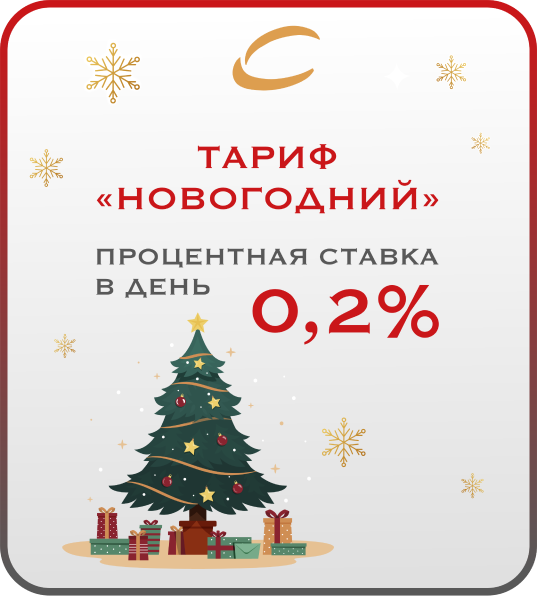 ТАРИФ
«НОВОГОДНИЙ»
ПРОЦЕНТНАЯ СТАВКА
В ДЕНЬ
0,2%